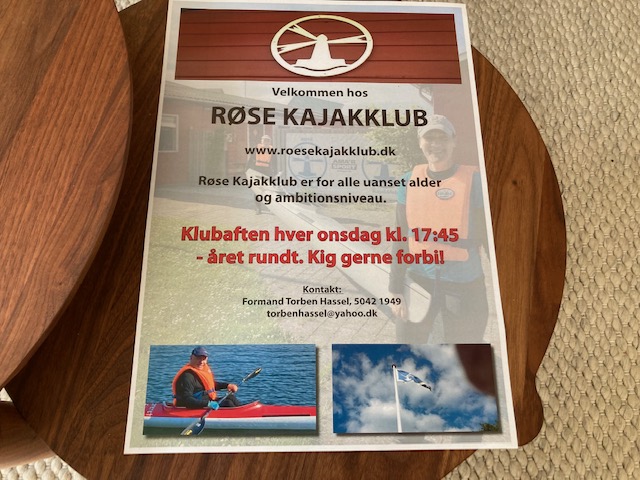 Velkommen hos
RØSE KAJAKKLUB
www.roesekajakklub.dk
Røse Kajakklub er for alle uanset alder
og ambitionsniveau.
Klubaften hver onsdag kl. 17:45
- året rundt. Kig gerne forbi!
Kontakt:
Formand Torben Hassel, 5042 1949
torbenhassel@yahoo.dk